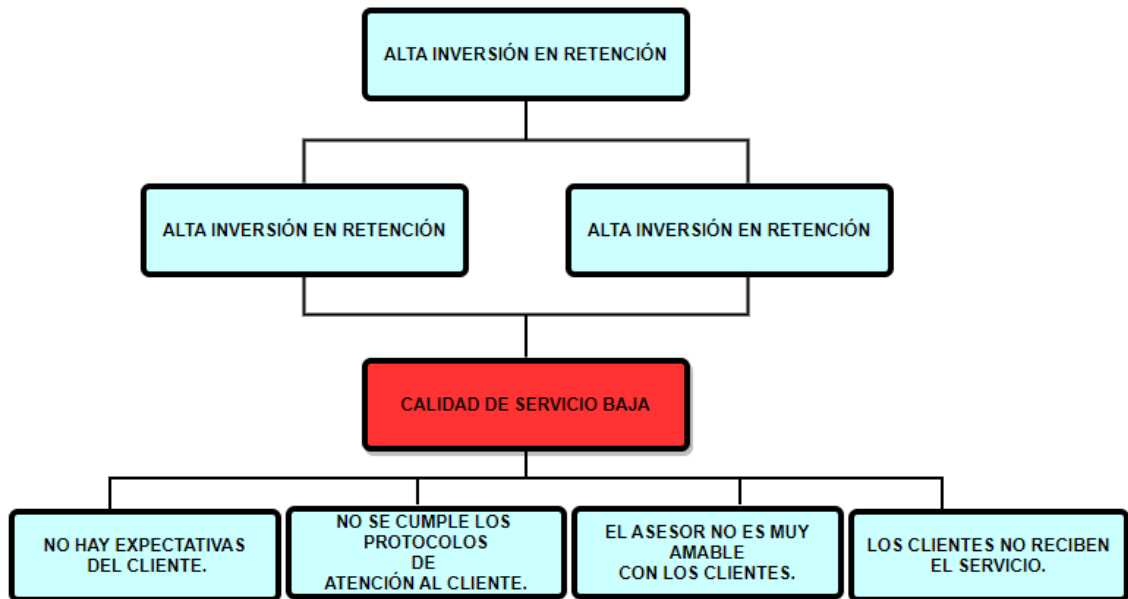 ALTA INVERSIÓN EN RETENCIÓN
ALTA INVERSIÓN EN RETENCIÓN
ALTA INVERSIÓN EN RETENCIÓN
CALIDAD DE SERVICIO BAJA
NO HAY EXPECTATIVAS
DEL CLIENTE.
NO SE CUMPLE LOS
PROTOCOLOS
DE
ATENCIÓN AL CLIENTE.
EL ASESOR NO ES MUY
AMABLE
CON LOS CLIENTES.
LOS CLIENTES NO RECIBEN
EL SERVICIO.